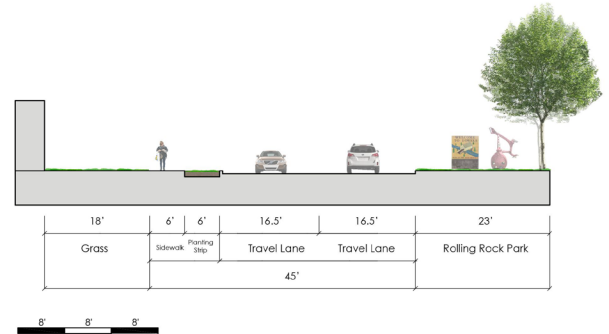 18'
6'
6'
16.5'
16.5'
23'
Grass
Sidewalk
Planting
Strip
Travel Lane
Travel Lane
Rolling Rock Park
45'
8'
8'
8'